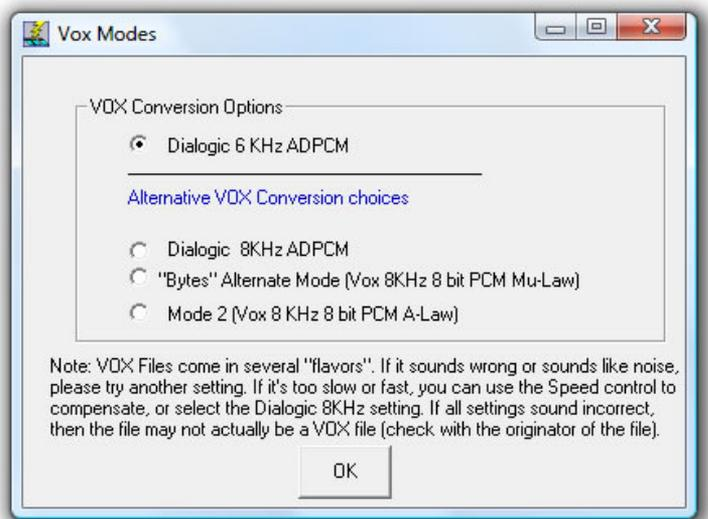 Vox Modes
VOX Conversion Options
Dialogic 6 KHz ADPCM
Alternative VOX Conversion choices
Dialogic  8KHz ADPCM
"Bytes" Alternate Mode (Vox 8KHz 8 bit PCM Mu-Law)
Mode 2 (Vox 8 KHz 8 bit PCM A-Law)
Note: VOX Files come in several "flavors". If it sounds wrong or sounds like noise,
please try another setting. If it's too slow or fast, you can use the Speed control to
compensate, or select the Dialogic 8KHz setting. If all settings sound incorrect,
then the file may not actually be a VOX file (check with the originator of the file).
OK